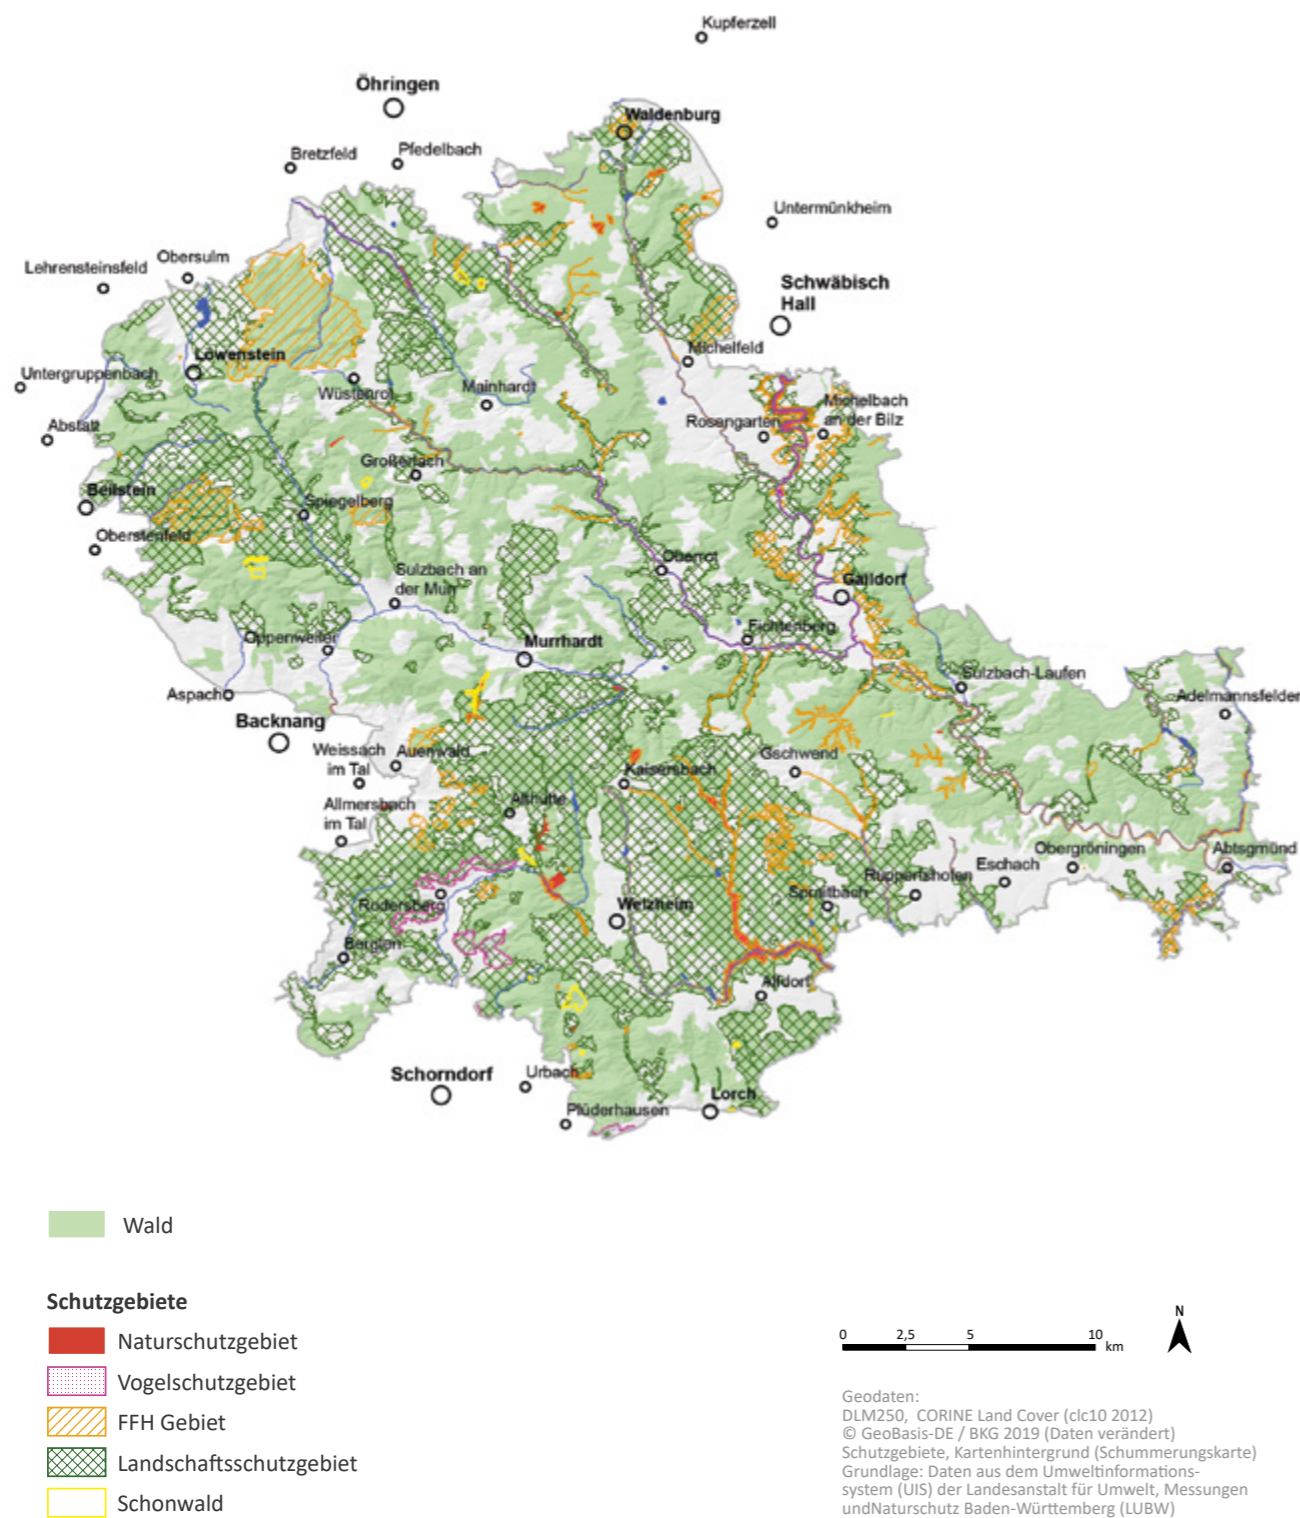 Kupferzell
Öhringen
Waldenburg
Bretzfeld
Pfedelbach
Untermünkheim
Obersulm
Lehrensteinsfeld
Schwäbisch
Hall
Löwenstein
Michelfeld
Untergruppenbach
Wüstenrot
Mainhardt
Michelbach
an der Bilz
Abstatt
Rosengarten
Großerlach
Beilstein
Spiegelberg
Oberstenfeld
Oberrot
Sulzbach an
der Murr
Gaildorf
Fichtenberg
Oppenweiler
Murrhardt
Sulzbach-Laufen
Aspach
Adelmannsfelden
Backnang
Weissach
im Tal
Auenwald
Gschwend
Kaisersbach
Allmersbach
im Tal
Althütte
Obergröningen
Abtsgmünd
Eschach
Ruppertshofen
Spraitbach
Rudersberg
Welzheim
Berglen
Alfdorf
Schorndorf
Urbach
Lorch
Plüderhausen
Wald
Schutzgebiete
Naturschutzgebiet
Vogelschutzgebiet
FFH Gebiet
Landschaftsschutzgebiet
Schonwald
0 2,5 5 10
km
N
Geodaten:
DLM250, CORINE Land Cover (clc10 2012)
© GeoBasis-DE / BKG 2019 (Daten verändert)
Schutzgebiete, Kartenhintergrund (Schummerungskarte)
Grundlage: Daten aus dem Umweltinformations-
system (UIS) der Landesanstalt für Umwelt, Messungen
undNaturschutz Baden-Württemberg (LUBW)